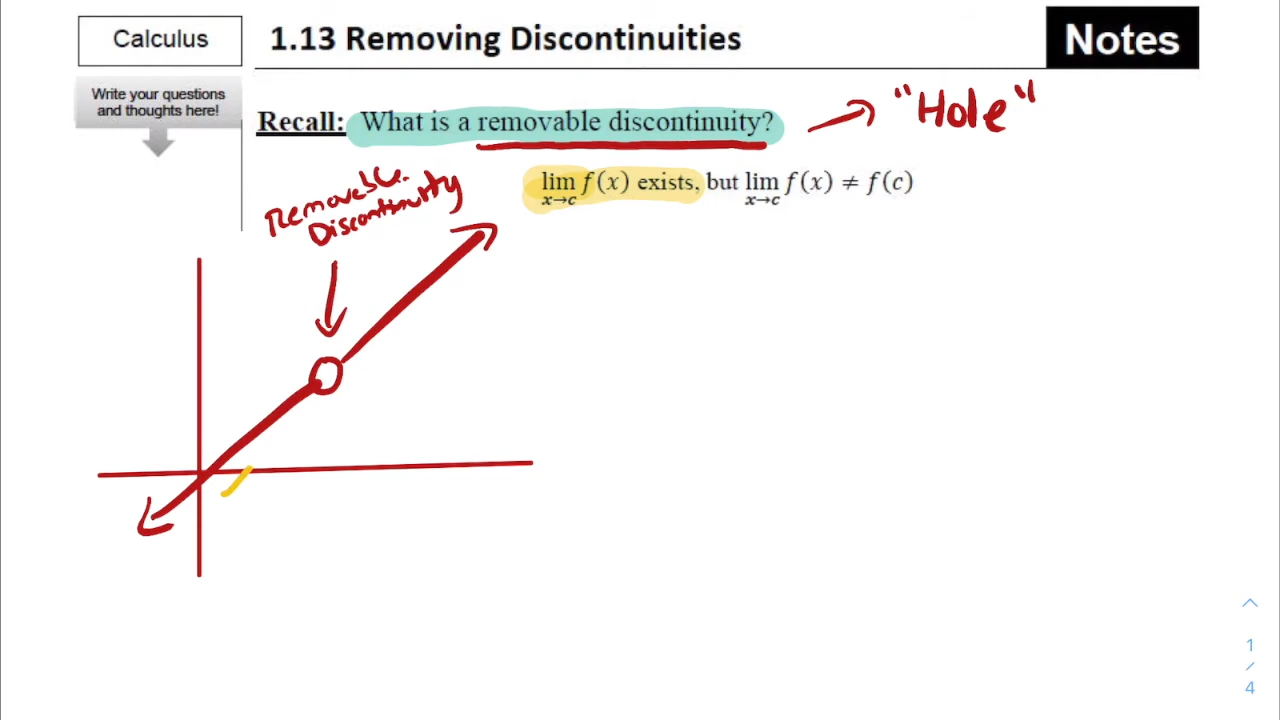 Calculus
1.13 Removing Discontinuities
Notes
Write your questions
and thoughts here!
Recall: What is a removable discontinuity?
"Hole"
lim f(x) exists, but lim f(x) ≠ f(c)
x→c x→c
Removable
Discontinuity
1
/
4